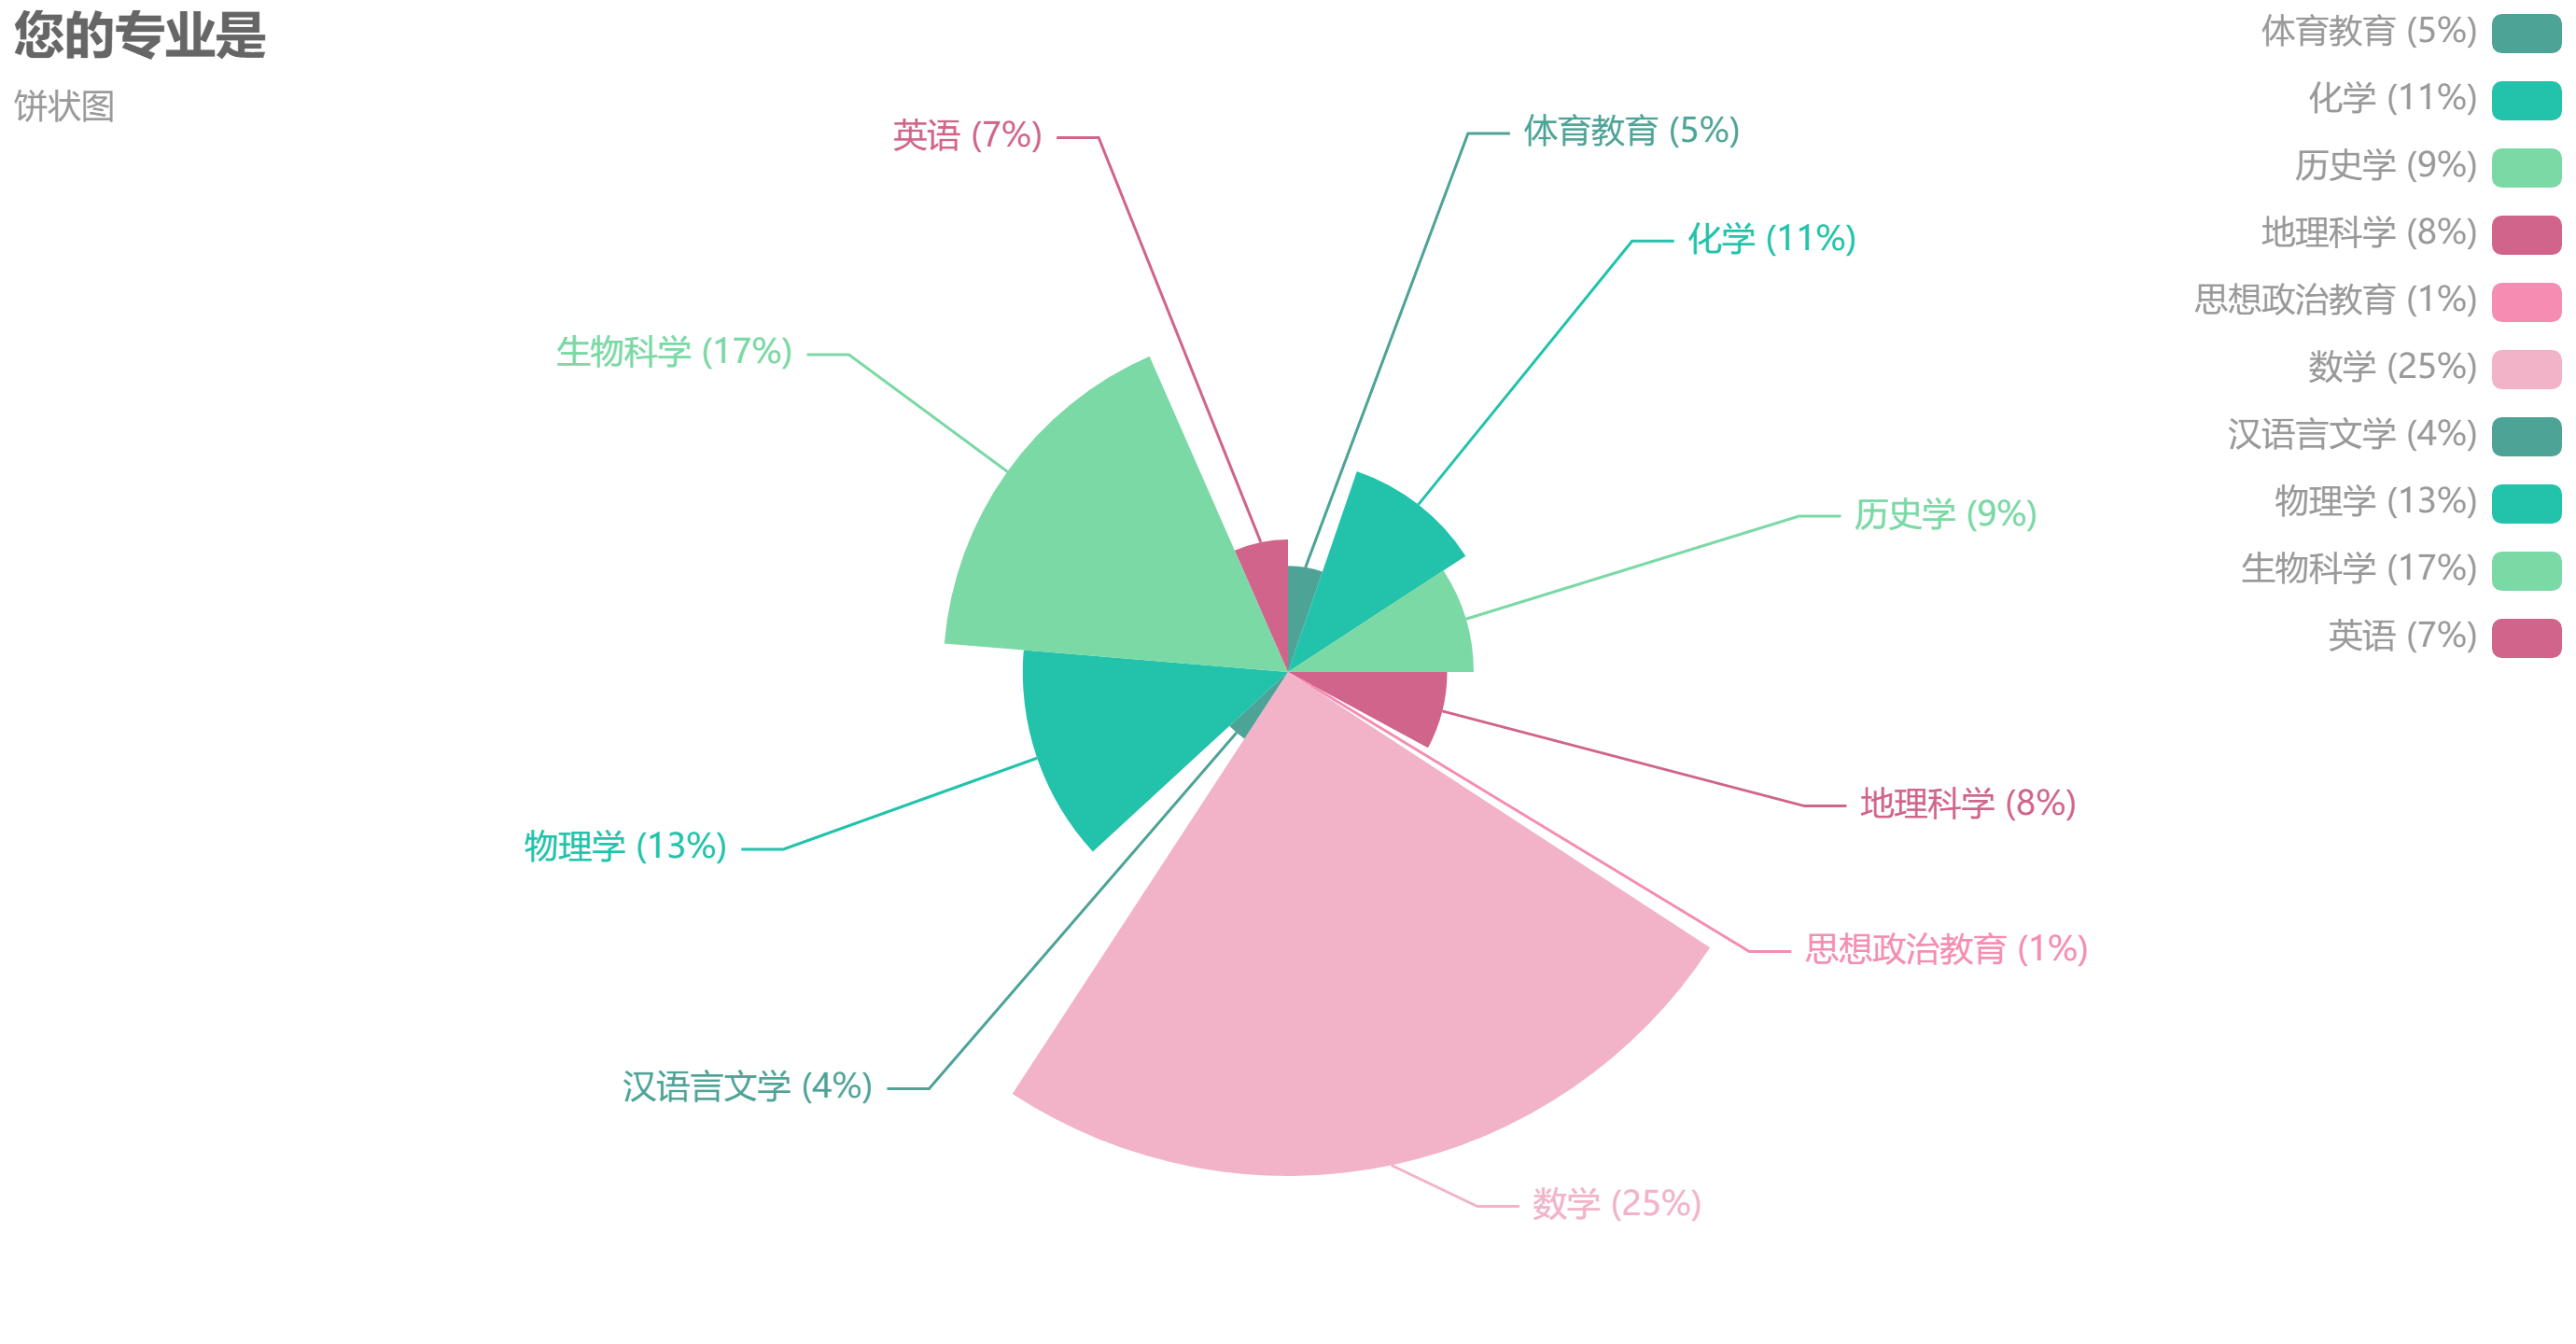 您的专业是
饼状图
体育教育 (5%)
化学 (11%)
历史学 (9%)
地理科学 (8%)
思想政治教育 (1%)
数学 (25%)
汉语言文学 (4%)
物理学 (13%)
生物科学 (17%)
英语 (7%)
英语 (7%)
体育教育 (5%)
化学 (11%)
生物科学 (17%)
历史学 (9%)
地理科学 (8%)
物理学 (13%)
思想政治教育 (1%)
汉语言文学 (4%)
数学 (25%)